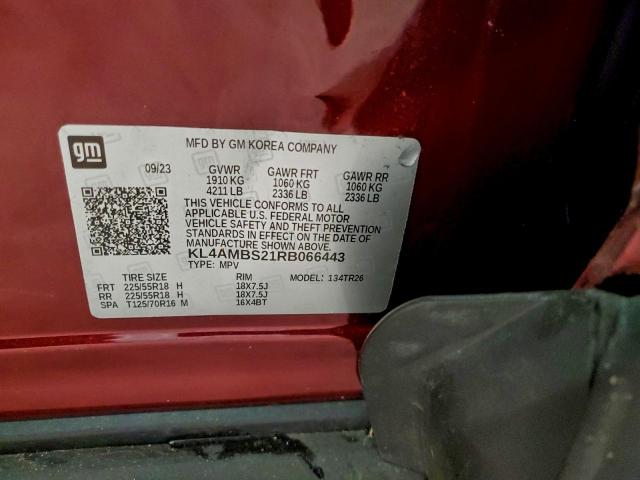 gm
MFD BY GM KOREA COMPANY
09/23 GVWR GAWR FRT GAWR RR
1910 KG 1060 KG 1060 KG
4211 LB 2336 LB 2336 LB
THIS VEHICLE CONFORMS TO ALL
APPLICABLE U.S. FEDERAL MOTOR
VEHICLE SAFETY AND THEFT PREVENTION
STANDARDS IN EFFECT ON THE DATE OF
MANUFACTURE SHOWN ABOVE.
KL4AMBS21RB066443
TYPE: MPV
TIRE SIZE RIM MODEL: 134TR26
FRT 225/55R18 H 18X7.5J
RR 225/55R18 H 18X7.5J
SPA T125/70R16 M 16X4BT